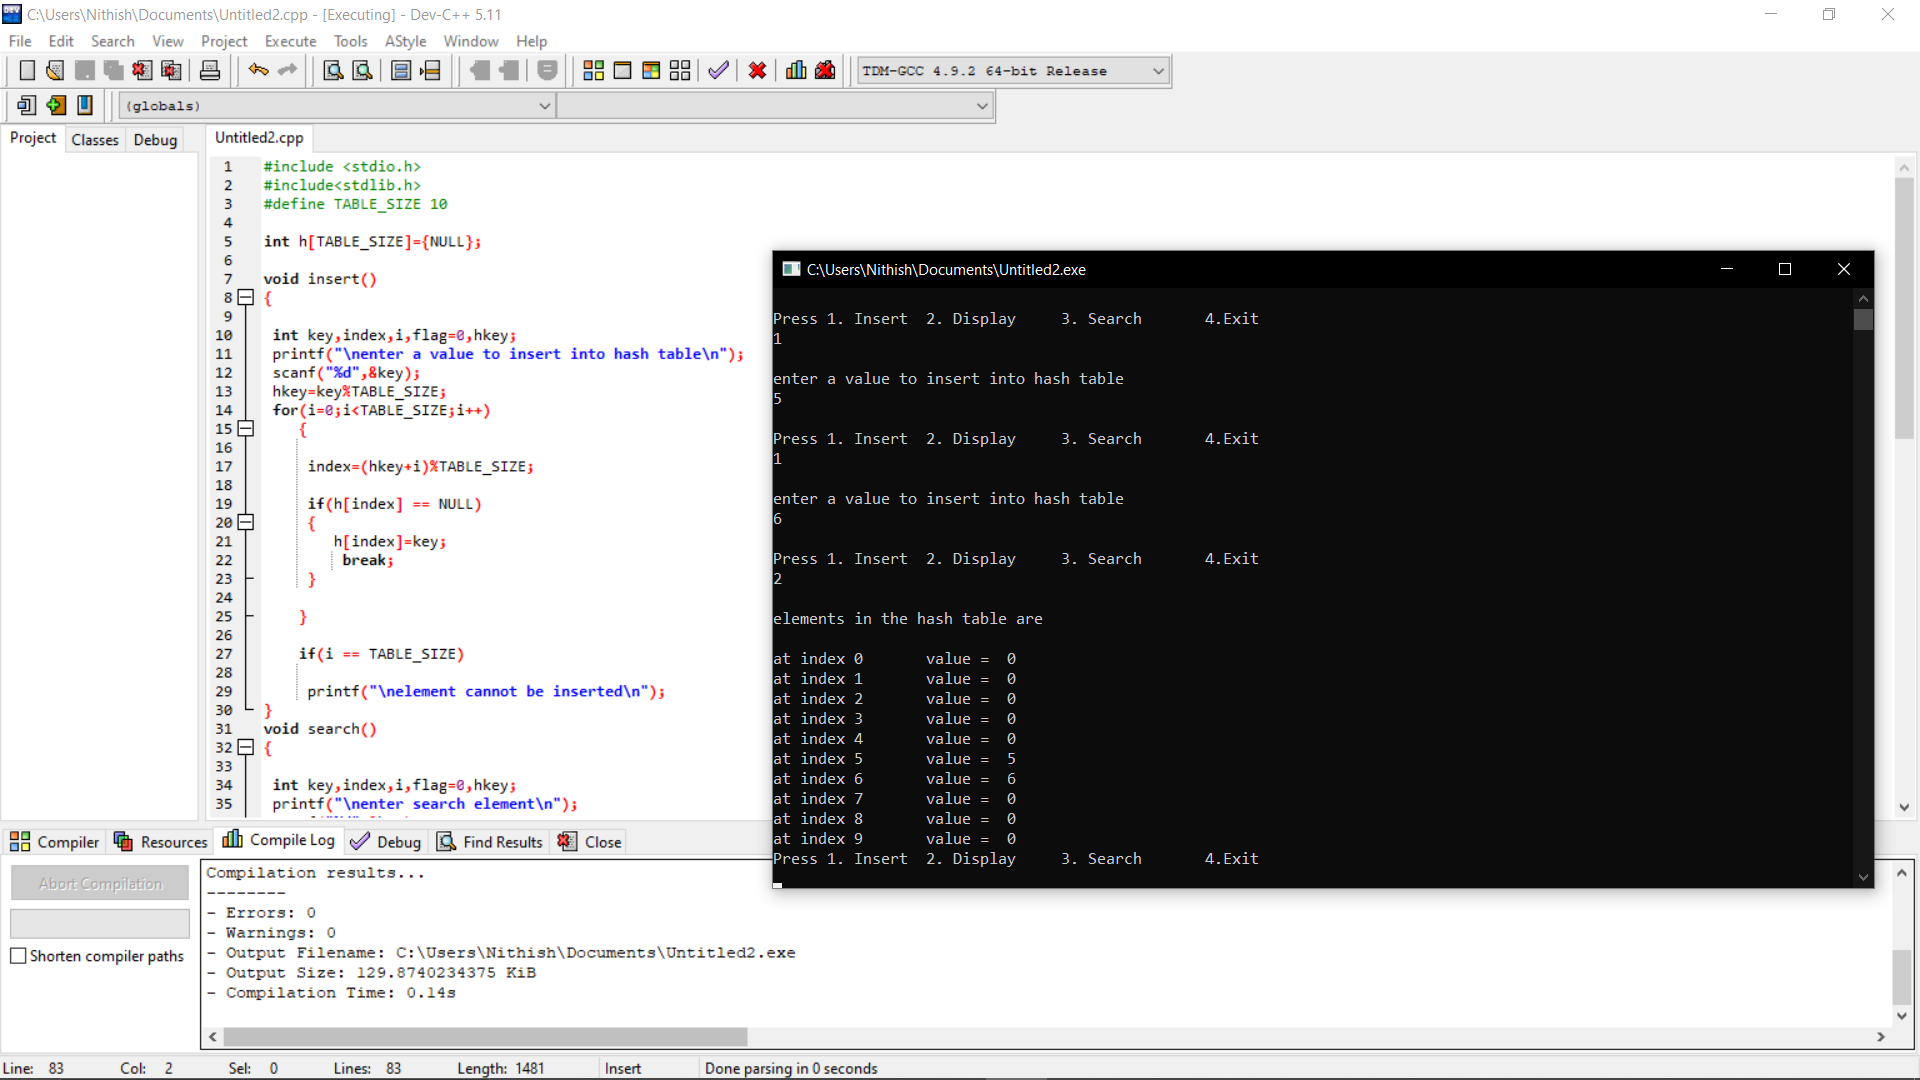 C:\Users\Nithish\Documents\Untitled2.cpp - [Executing] - Dev-C++ 5.11
File Edit Search View Project Execute Tools AStyle Window Help
TDM-GCC 4.9.2 64-bit Release
(globals)
Project Classes Debug
Untitled2.cpp
1 #include <stdio.h>
2 #include<stdlib.h>
3 #define TABLE_SIZE 10
4
5 int h[TABLE_SIZE]={NULL};
6
7 void insert()
8 {
9
10 int key,index,i,flag=0,hkey;
11 printf("\nenter a value to insert into hash table\n");
12 scanf("%d",&key);
13 hkey=key%TABLE_SIZE;
14 for(i=0;i<TABLE_SIZE;i++)
15 {
16
17 index=(hkey+i)%TABLE_SIZE;
18
19 if(h[index] == NULL)
20 {
21 h[index]=key;
22 break;
23 }
24
25 }
26
27 if(i == TABLE_SIZE)
28
29 printf("\nelement cannot be inserted\n");
30 }
31 void search()
32 {
33
34 int key,index,i,flag=0,hkey;
35 printf("\nenter search element\n");
C:\Users\Nithish\Documents\Untitled2.exe
Press 1. Insert 2. Display 3. Search 4.Exit
1
enter a value to insert into hash table
5
Press 1. Insert 2. Display 3. Search 4.Exit
1
enter a value to insert into hash table
6
Press 1. Insert 2. Display 3. Search 4.Exit
2
elements in the hash table are
at index 0 value = 0
at index 1 value = 0
at index 2 value = 0
at index 3 value = 0
at index 4 value = 0
at index 5 value = 5
at index 6 value = 6
at index 7 value = 0
at index 8 value = 0
at index 9 value = 0
Press 1. Insert 2. Display 3. Search 4.Exit
Compiler Resources Compile Log Debug Find Results Close
Abort Compilation
Shorten compiler paths
Compilation results...
--------
- Errors: 0
- Warnings: 0
- Output Filename: C:\Users\Nithish\Documents\Untitled2.exe
- Output Size: 129.8740234375 KiB
- Compilation Time: 0.14s
Line: 83 Col: 2 Sel: 0 Lines: 83 Length: 1481 Insert Done parsing in 0 seconds